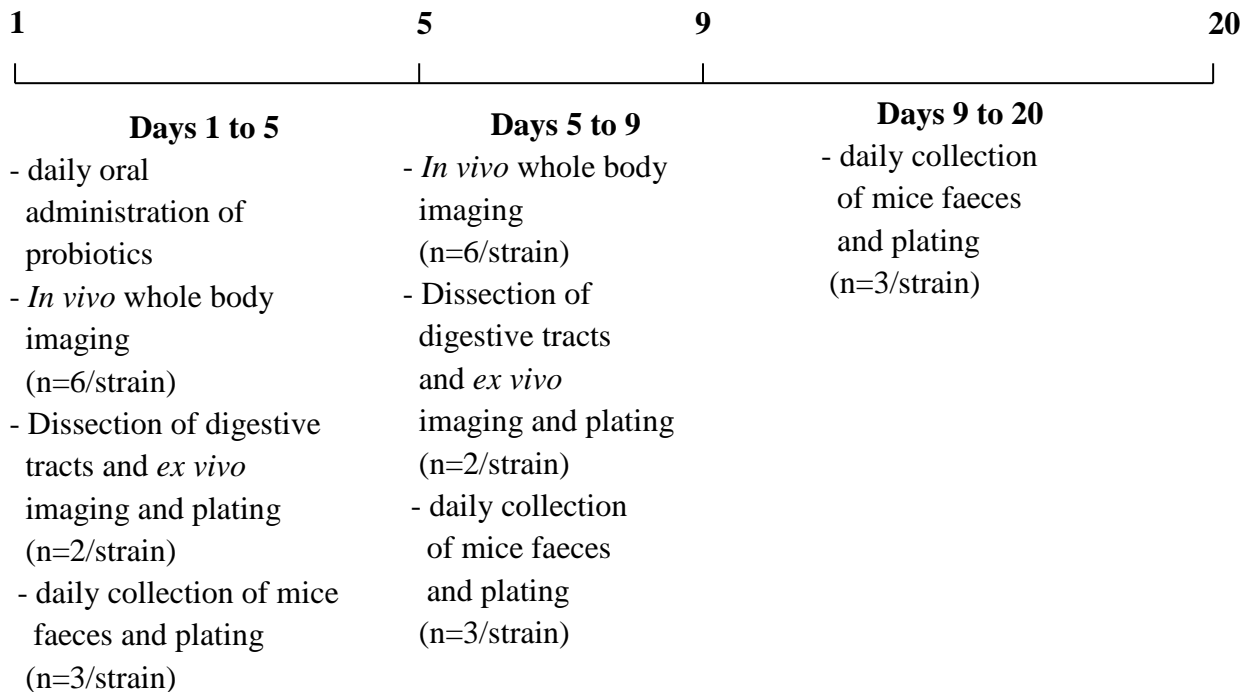 1 5 9 20
Days 1 to 5
- daily oral
administration of
probiotics
- In vivo whole body
imaging
(n=6/strain)
- Dissection of digestive
tracts and ex vivo
imaging and plating
(n=2/strain)
- daily collection of mice
faeces and plating
(n=3/strain)
Days 5 to 9
- In vivo whole body
imaging
(n=6/strain)
- Dissection of
digestive tracts
and ex vivo
imaging and plating
(n=2/strain)
- daily collection
of mice faeces
and plating
(n=3/strain)
Days 9 to 20
- daily collection
of mice faeces
and plating
(n=3/strain)